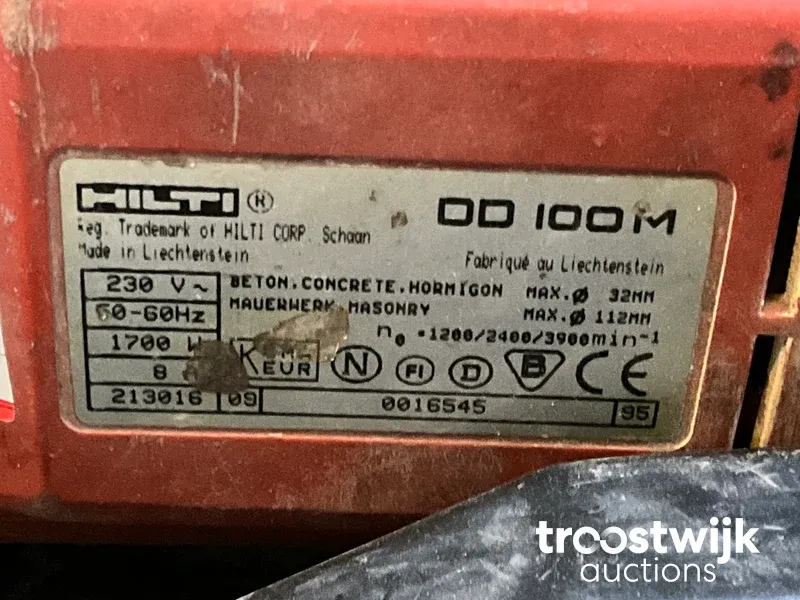 HILTI ® DD 100M
Reg. Trademark of HILTI CORP. Schaan
Made in Liechtenstein Fabriqué au Liechtenstein
230 V ~ BETON.CONCRETE.HORMIGON MAX.Ø 32MM
50-60Hz MAUERWERK.MASONRY MAX.Ø 112MM
1700 W n₀ =1200/2400/3900min⁻¹
8 K EUR N FI D B CE
213016 09 0016545 95
troostwijk
auctions